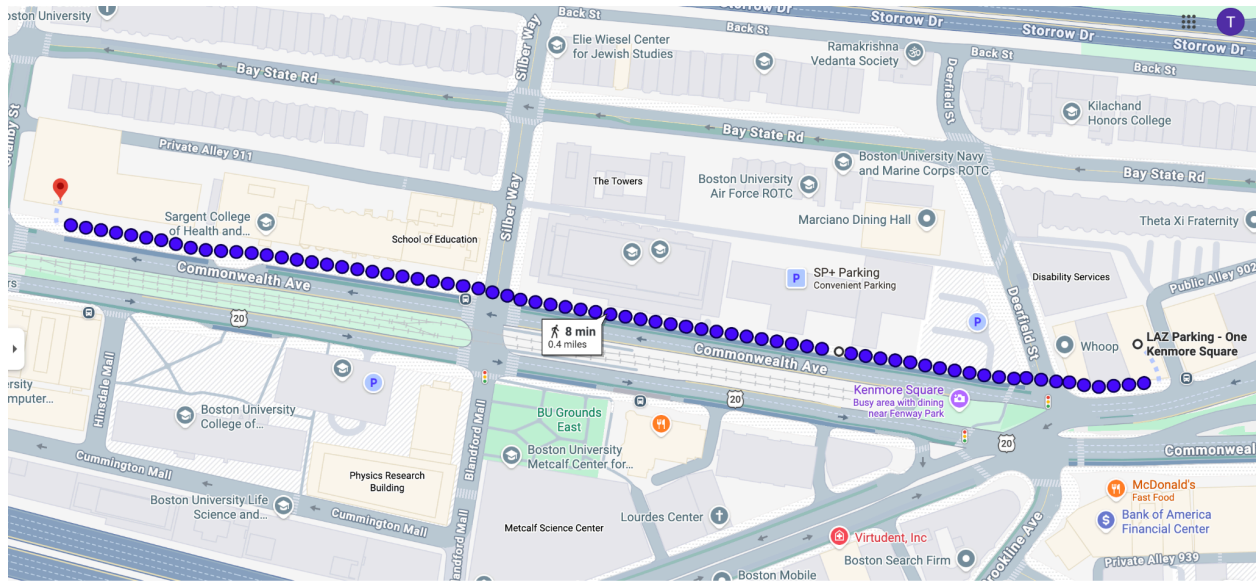 Boston University
Back St
Storrow Dr
Storrow Dr
Storrow Dr
T
Elie Wiesel Center
for Jewish Studies
Silber Way
Ramakrishna
Vedanta Society
Back St
Back St
Bay State Rd
Deerfield St
Kilachand
Honors College
Granby St
Private Alley 911
Bay State Rd
Boston University Navy
and Marine Corps ROTC
Bay State Rd
The Towers
Boston University
Air Force ROTC
Silber Way
Sargent College
of Health and...
School of Education
Marciano Dining Hall
Theta Xi Fraternity
Commonwealth Ave
P
SP+ Parking
Convenient Parking
Disability Services
Public Alley 902
Deerfield St
P
20
8 min
0.4 miles
Commonwealth Ave
Whoop
LAZ Parking - One
Kenmore Square
Hinsdale Mall
P
Kenmore Square
Busy area with dining
near Fenway Park
20
Boston University
College of...
BU Grounds
East
20
Blandford Mall
Boston University
Metcalf Center for...
Commonwealth
Cummington Mall
Physics Research
Building
McDonald's
Fast Food
Boston University Life
Science and...
Cummington Mall
Blandford Mall
Metcalf Science Center
Lourdes Center
$
Bank of America
Financial Center
Virtudent, Inc
Brookline Ave
Boston Search Firm
Private Alley 939
Boston Mobile